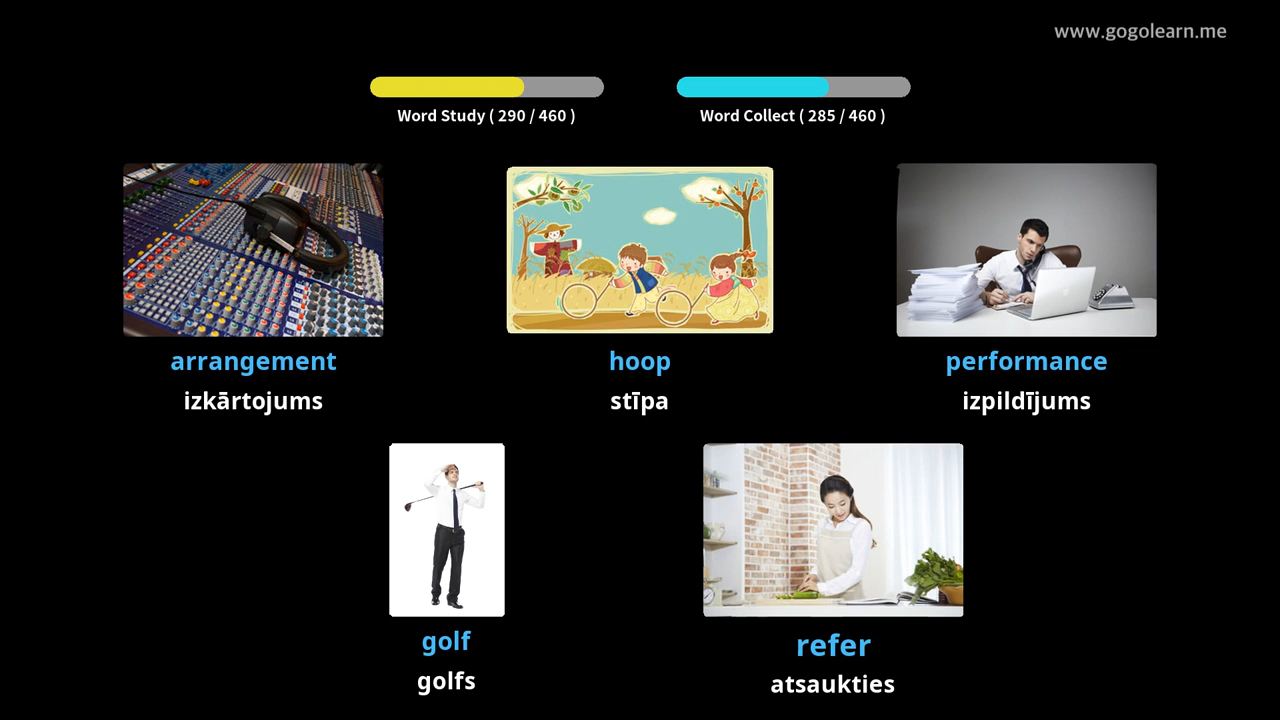 www.gogolearn.me
Word Study ( 290 / 460 )
Word Collect ( 285 / 460 )
arrangement
izkārtojums
hoop
stīpa
performance
izpildījums
golf
golfs
refer
atsaukties